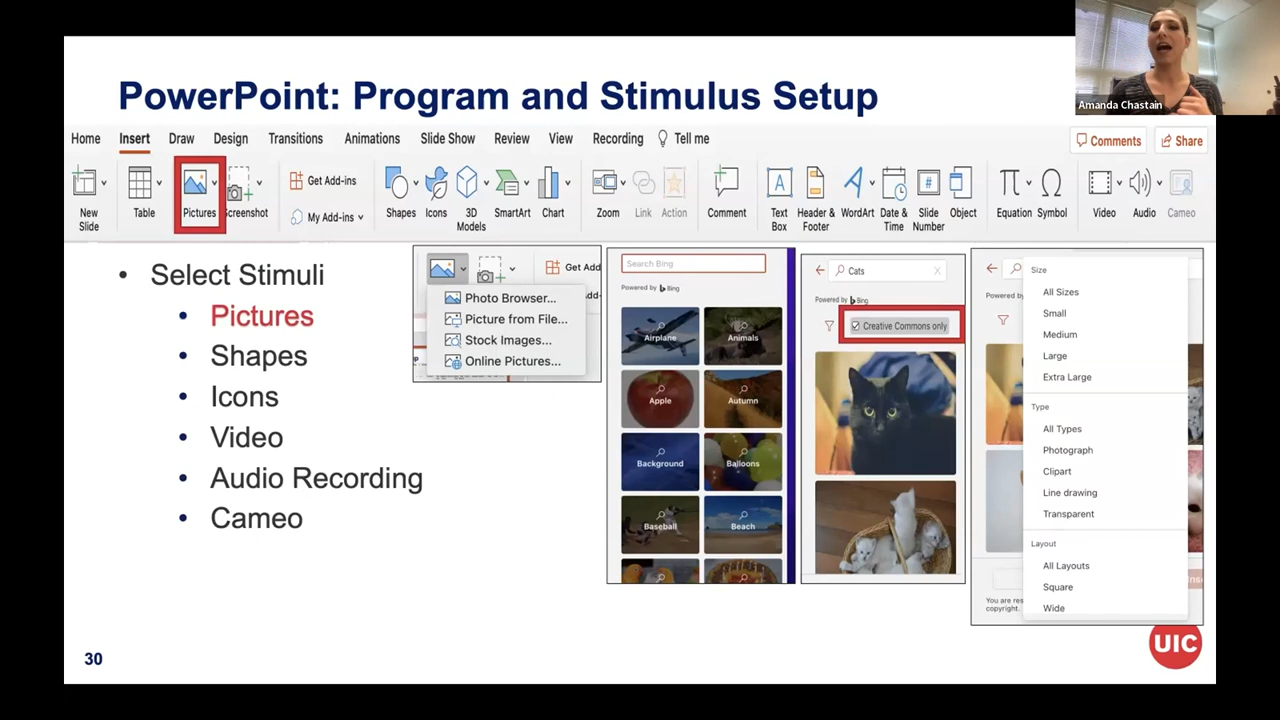 Amanda Chastain
PowerPoint: Program and Stimulus Setup
Home Insert Draw Design Transitions Animations Slide Show Review View Recording Tell me Comments Share
New Slide
Table
Pictures
Screenshot
Get Add-ins
My Add-ins
Shapes
Icons
3D Models
SmartArt
Chart
Zoom
Link
Action
Comment
Text Box
Header & Footer
WordArt
Date & Time
Slide Number
Object
Equation
Symbol
Video
Audio
Cameo
• Select Stimuli
• Pictures
• Shapes
• Icons
• Video
• Audio Recording
• Cameo
Get Add
Photo Browser...
Picture from File...
Stock Images...
Online Pictures...
Search Bing
Powered by Bing
Airplane
Animals
Apple
Autumn
Background
Balloons
Baseball
Beach
Cats
Powered by Bing
Creative Commons only
Powered b
Size
All Sizes
Small
Medium
Large
Extra Large
Type
All Types
Photograph
Clipart
Line drawing
Transparent
Layout
All Layouts
Square
Wide
You are res
copyright.
Ins
30
UIC